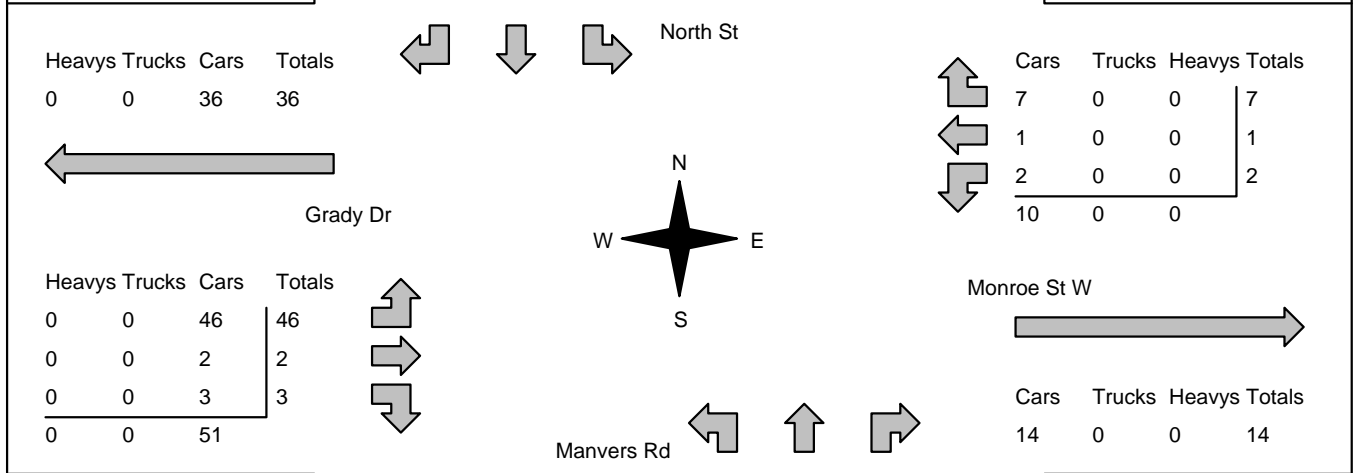 North St
Heavys Trucks Cars Totals
0 0 36 36
Grady Dr
Heavys Trucks Cars Totals
0 0 46 46
0 0 2 2
0 0 3 3
0 0 51
N
W E
S
Manvers Rd
Cars Trucks Heavys Totals
7 0 0 7
1 0 0 1
2 0 0 2
10 0 0
Monroe St W
Cars Trucks Heavys Totals
14 0 0 14